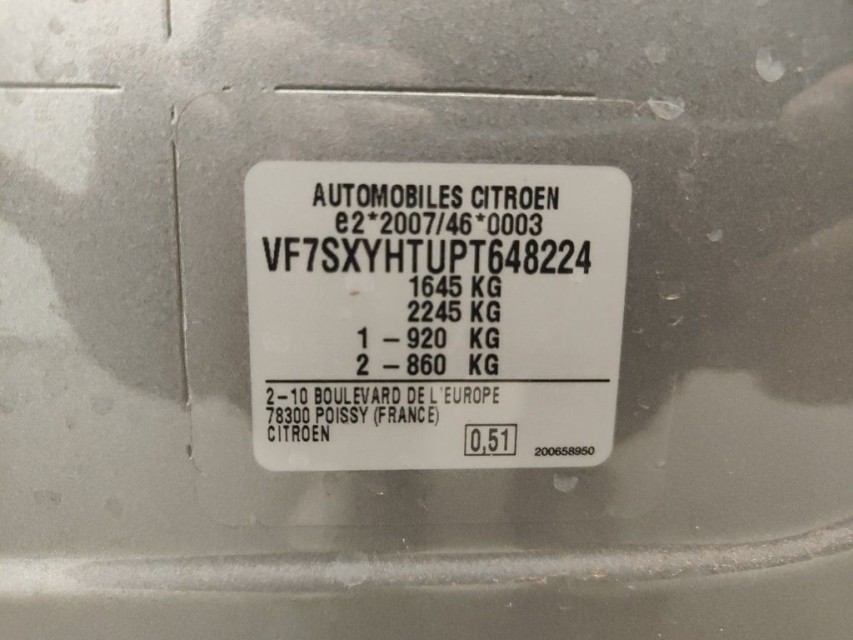 AUTOMOBILES CITROEN
e2*2007/46*0003
VF7SXYHTUPT648224
1645 KG
2245 KG
1 - 920 KG
2 - 860 KG
2-10 BOULEVARD DE L'EUROPE
78300 POISSY (FRANCE)
CITROEN
0,51
200658950